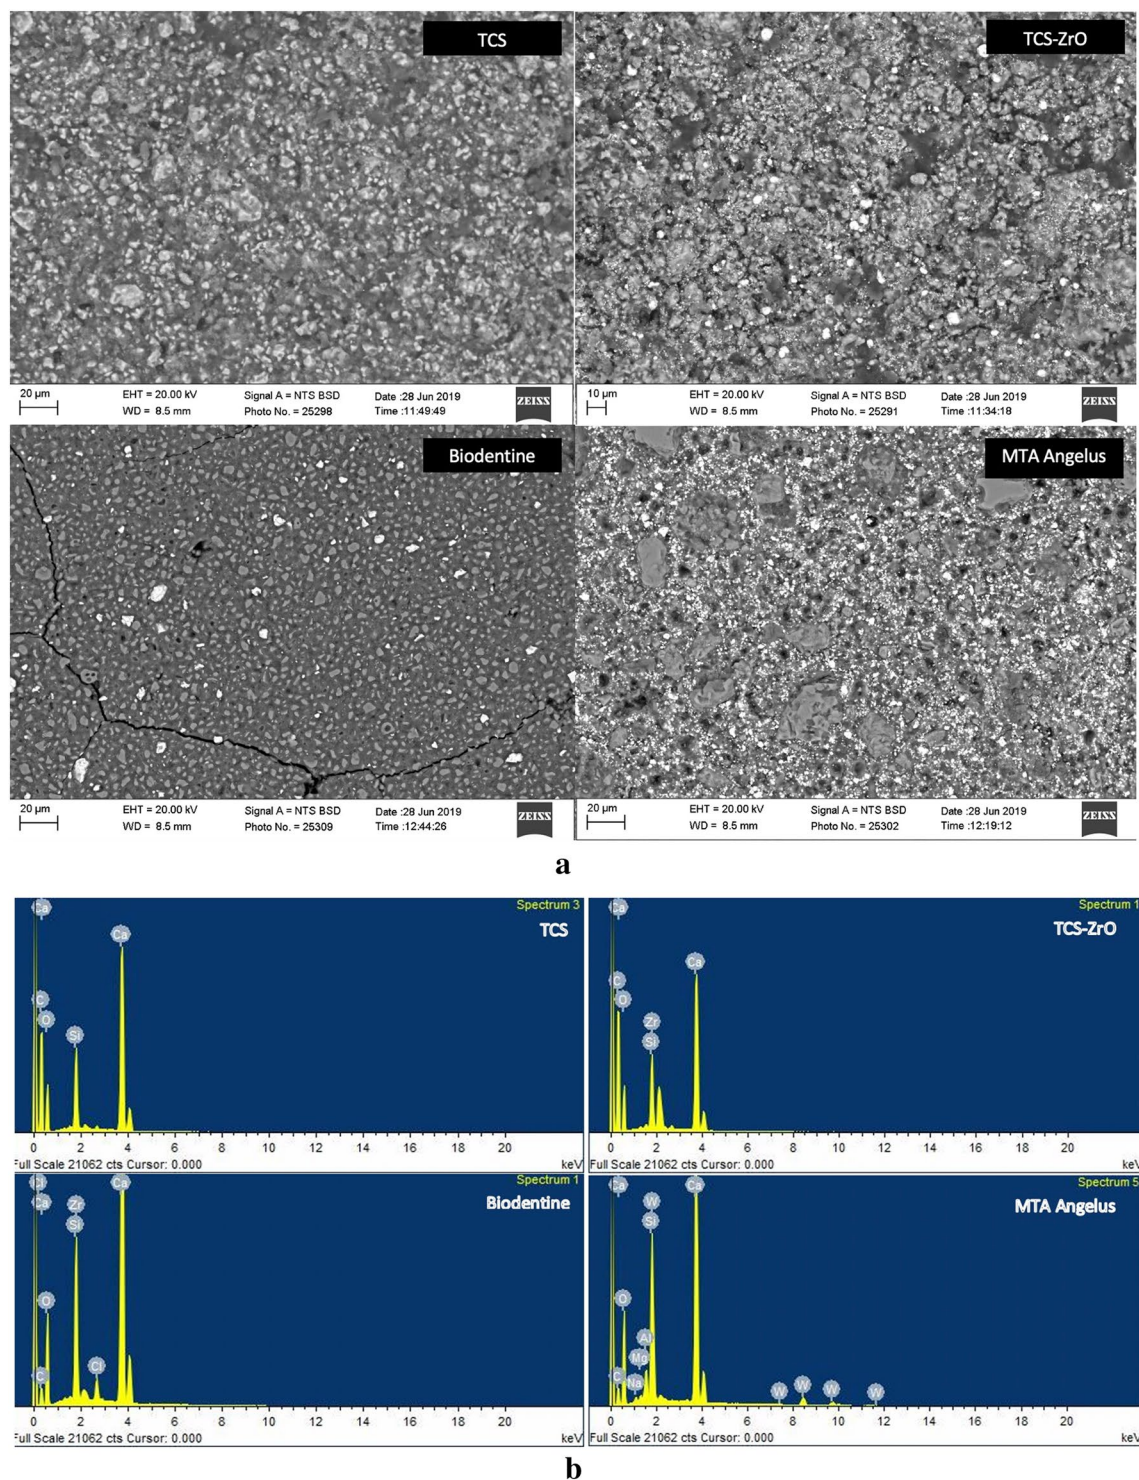 TCS
TCS-ZrO
20 µm
EHT = 20.00 kV
Signal A = NTS BSD
Date :28 Jun 2019
WD = 8.5 mm
Photo No. = 25298
Time :11:49:49
ZEISS
10 µm
EHT = 20.00 kV
Signal A = NTS BSD
Date :28 Jun 2019
WD = 8.5 mm
Photo No. = 25291
Time :11:34:18
ZEISS
Biodentine
MTA Angelus
20 µm
EHT = 20.00 kV
Signal A = NTS BSD
Date :28 Jun 2019
WD = 8.5 mm
Photo No. = 25309
Time :12:44:26
ZEISS
20 µm
EHT = 20.00 kV
Signal A = NTS BSD
Date :28 Jun 2019
WD = 8.5 mm
Photo No. = 25302
Time :12:19:12
ZEISS
a
Spectrum 3
TCS
Ca
Ca
C
O
Si
0 2 4 6 8 10 12 14 16 18 20
Full Scale 21062 cts Cursor: 0.000
keV
Spectrum 1
TCS-ZrO
Ca
Ca
C
O
Zr
Si
0 2 4 6 8 10 12 14 16 18 20
Full Scale 21062 cts Cursor: 0.000
keV
Spectrum 1
Biodentine
Cl
Ca
Ca
Zr
Si
O
C
Cl
0 2 4 6 8 10 12 14 16 18 20
Full Scale 21062 cts Cursor: 0.000
keV
Spectrum 5
MTA Angelus
Ca
Ca
W
Si
O
Al
Mg
Na
C
W
W
W
W
0 2 4 6 8 10 12 14 16 18 20
Full Scale 21062 cts Cursor: 0.000
keV
b